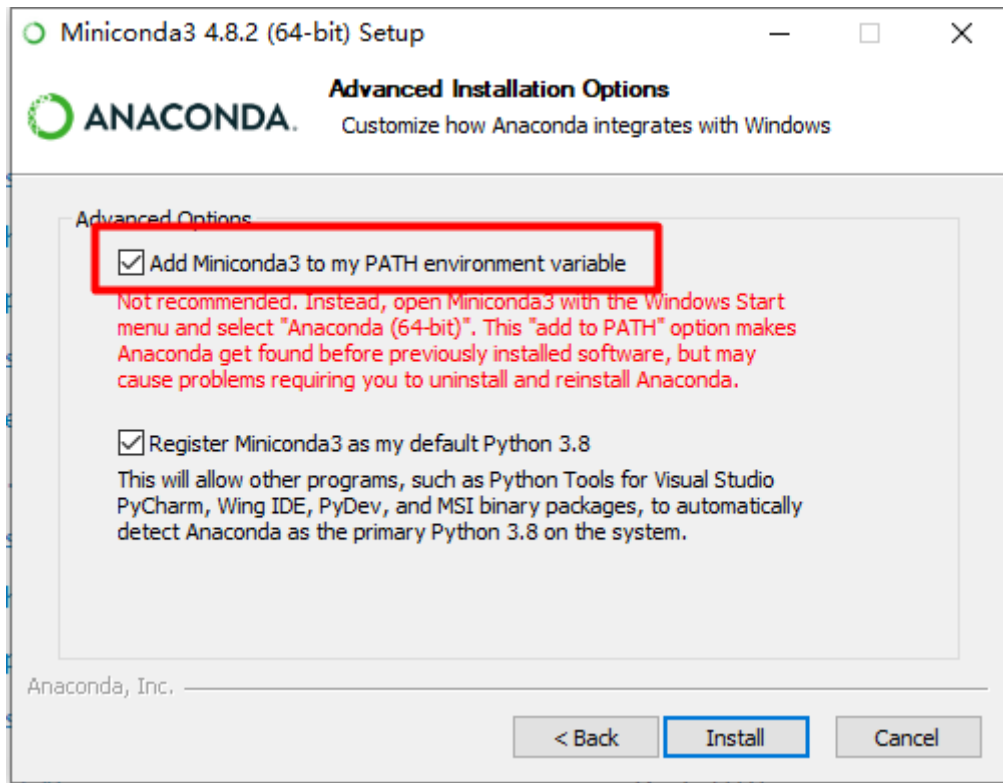 Miniconda3 4.8.2 (64-bit) Setup
ANACONDA.
Advanced Installation Options
Customize how Anaconda integrates with Windows
Advanced Options
Add Miniconda3 to my PATH environment variable
Not recommended. Instead, open Miniconda3 with the Windows Start
menu and select "Anaconda (64-bit)". This "add to PATH" option makes
Anaconda get found before previously installed software, but may
cause problems requiring you to uninstall and reinstall Anaconda.
Register Miniconda3 as my default Python 3.8
This will allow other programs, such as Python Tools for Visual Studio
PyCharm, Wing IDE, PyDev, and MSI binary packages, to automatically
detect Anaconda as the primary Python 3.8 on the system.
Anaconda, Inc.
< Back
Install
Cancel